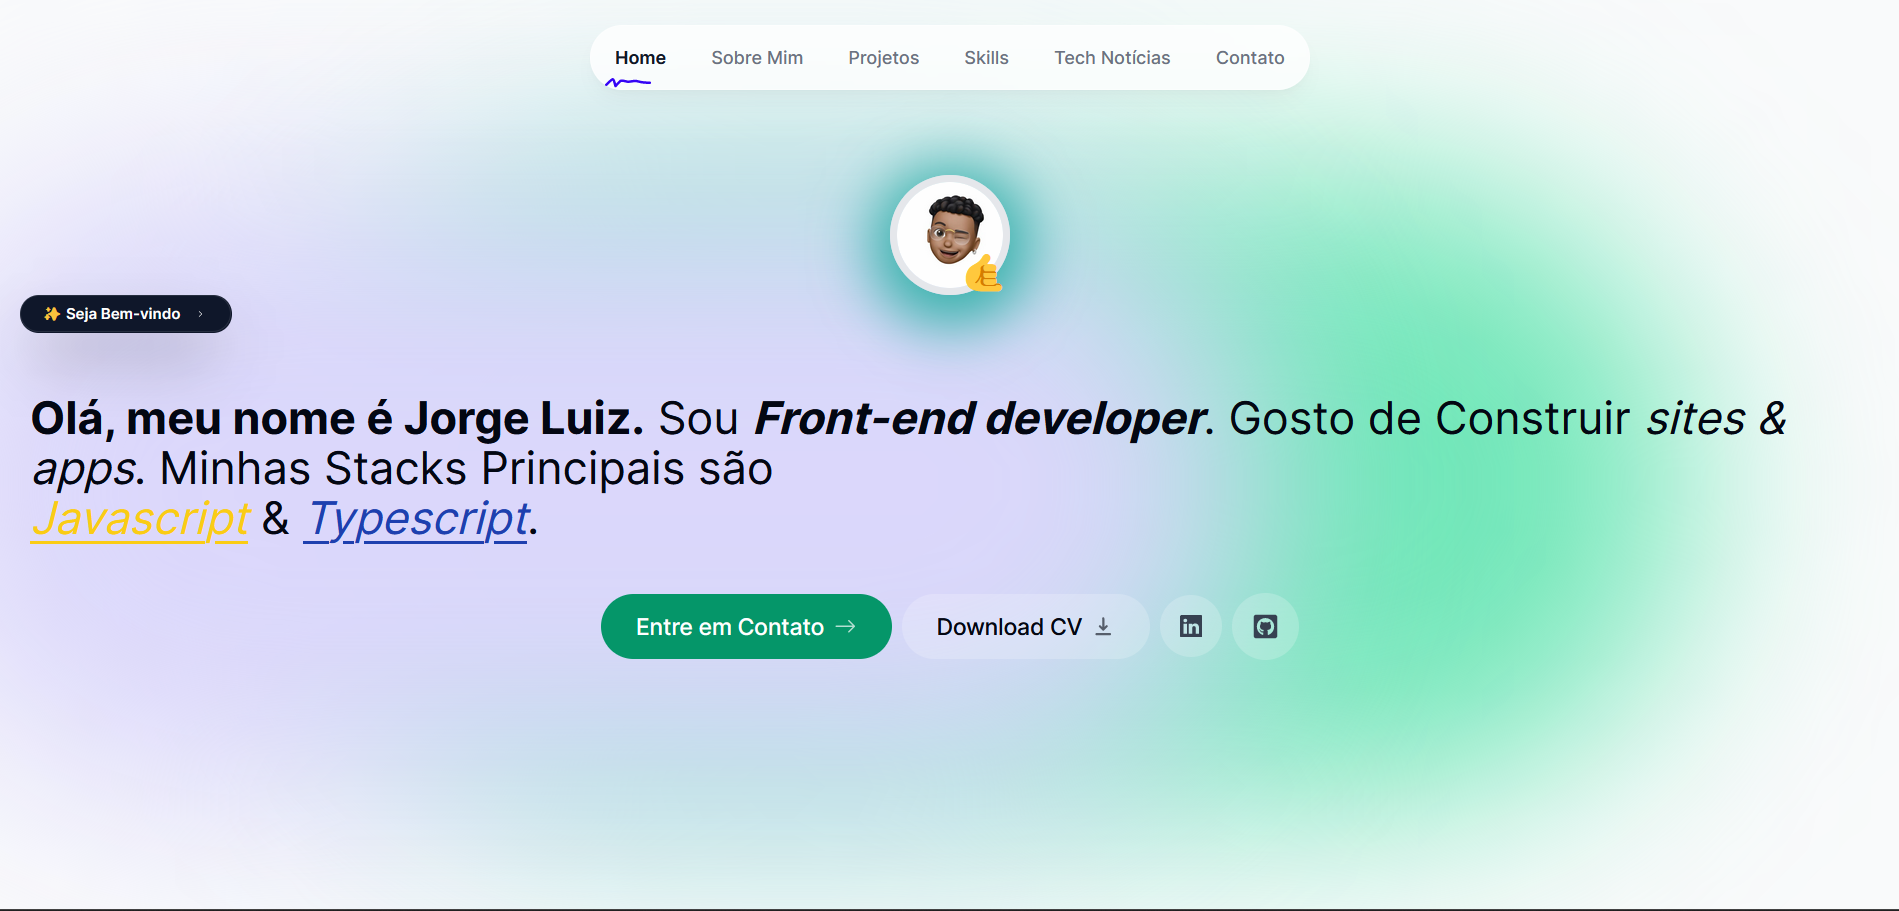 Home Sobre Mim Projetos Skills Tech Notícias Contato
✨ Seja Bem-vindo ›
Olá, meu nome é Jorge Luiz. Sou Front-end developer. Gosto de Construir sites &
apps. Minhas Stacks Principais são
Javascript & Typescript.
Entre em Contato → Download CV in